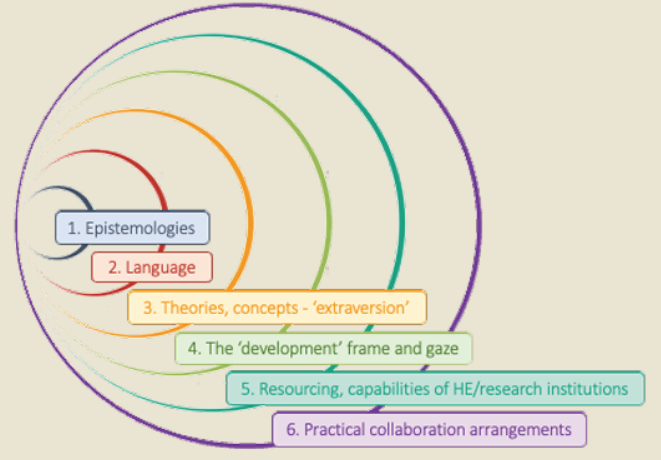 1. Epistemologies
2. Language
3. Theories, concepts - ‘extraversion’
4. The ‘development’ frame and gaze
5. Resourcing, capabilities of HE/research institutions
6. Practical collaboration arrangements